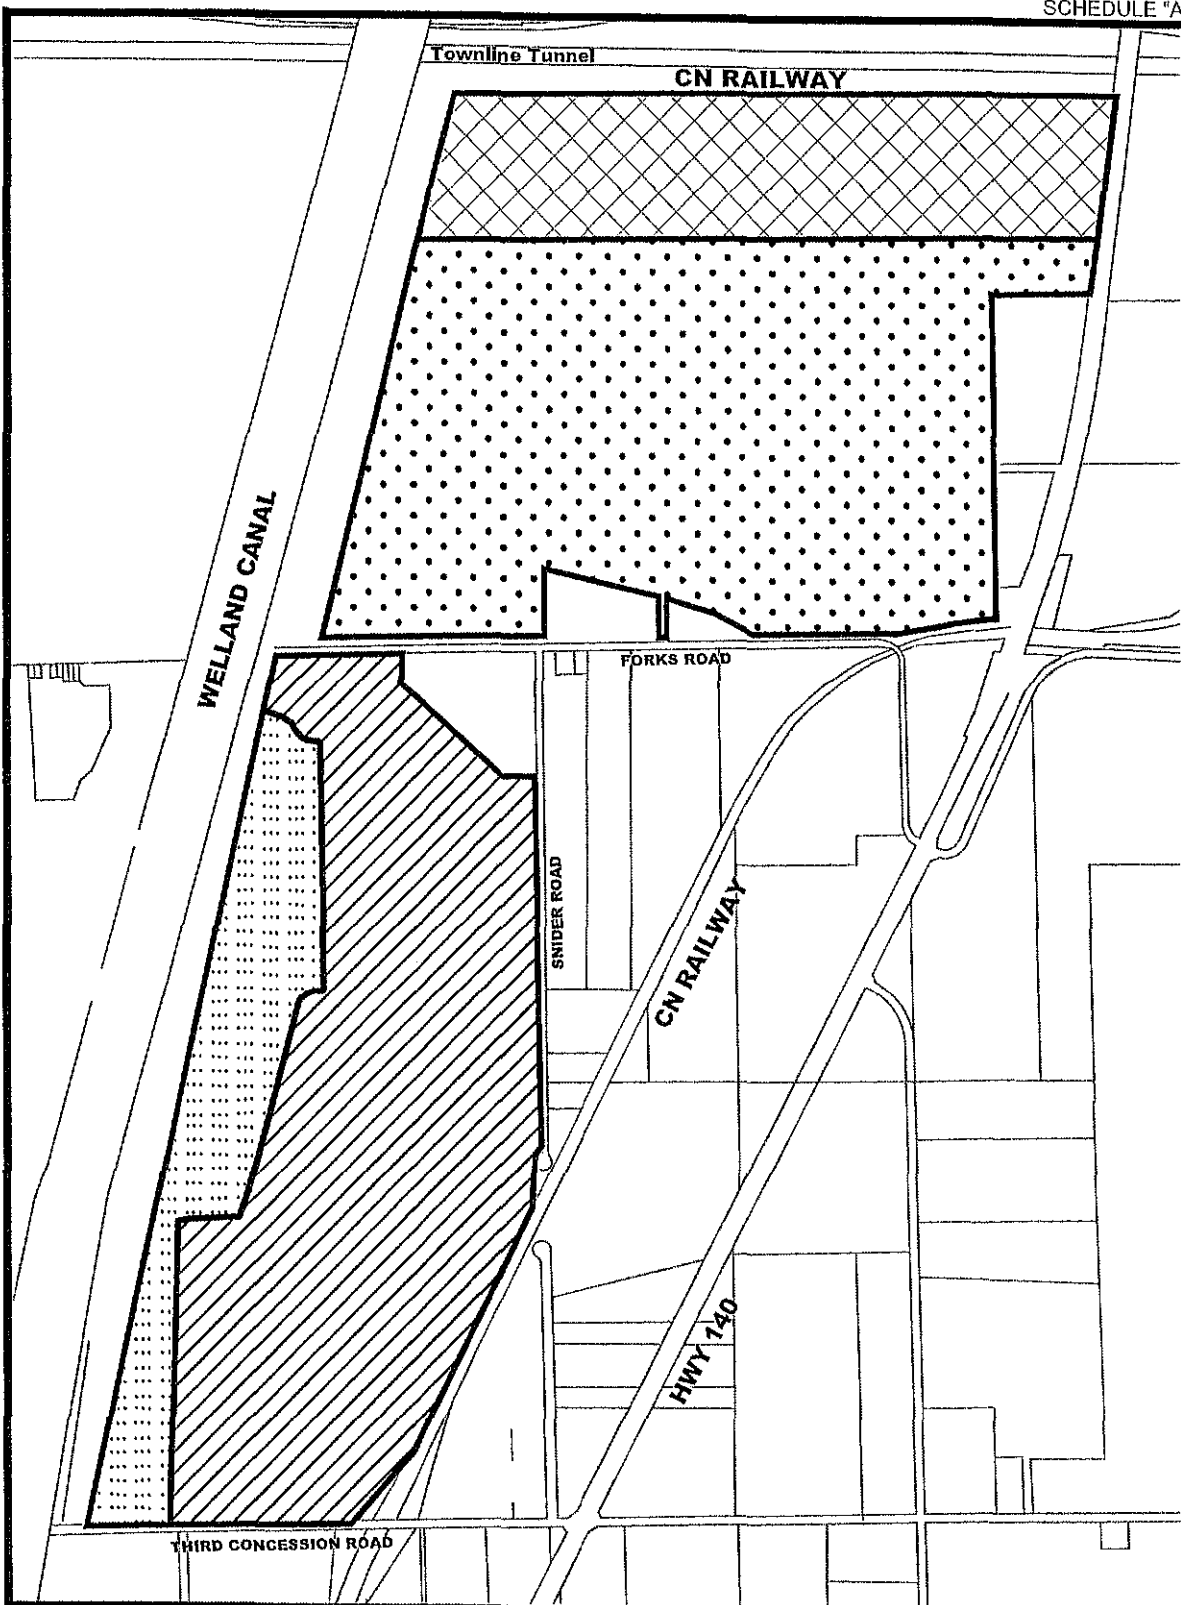 SCHEDULE "A
Townline Tunnel
CN RAILWAY
WELLAND CANAL
FORKS ROAD
SNIDER ROAD
CN RAILWAY
HWY 140
THIRD CONCESSION ROAD